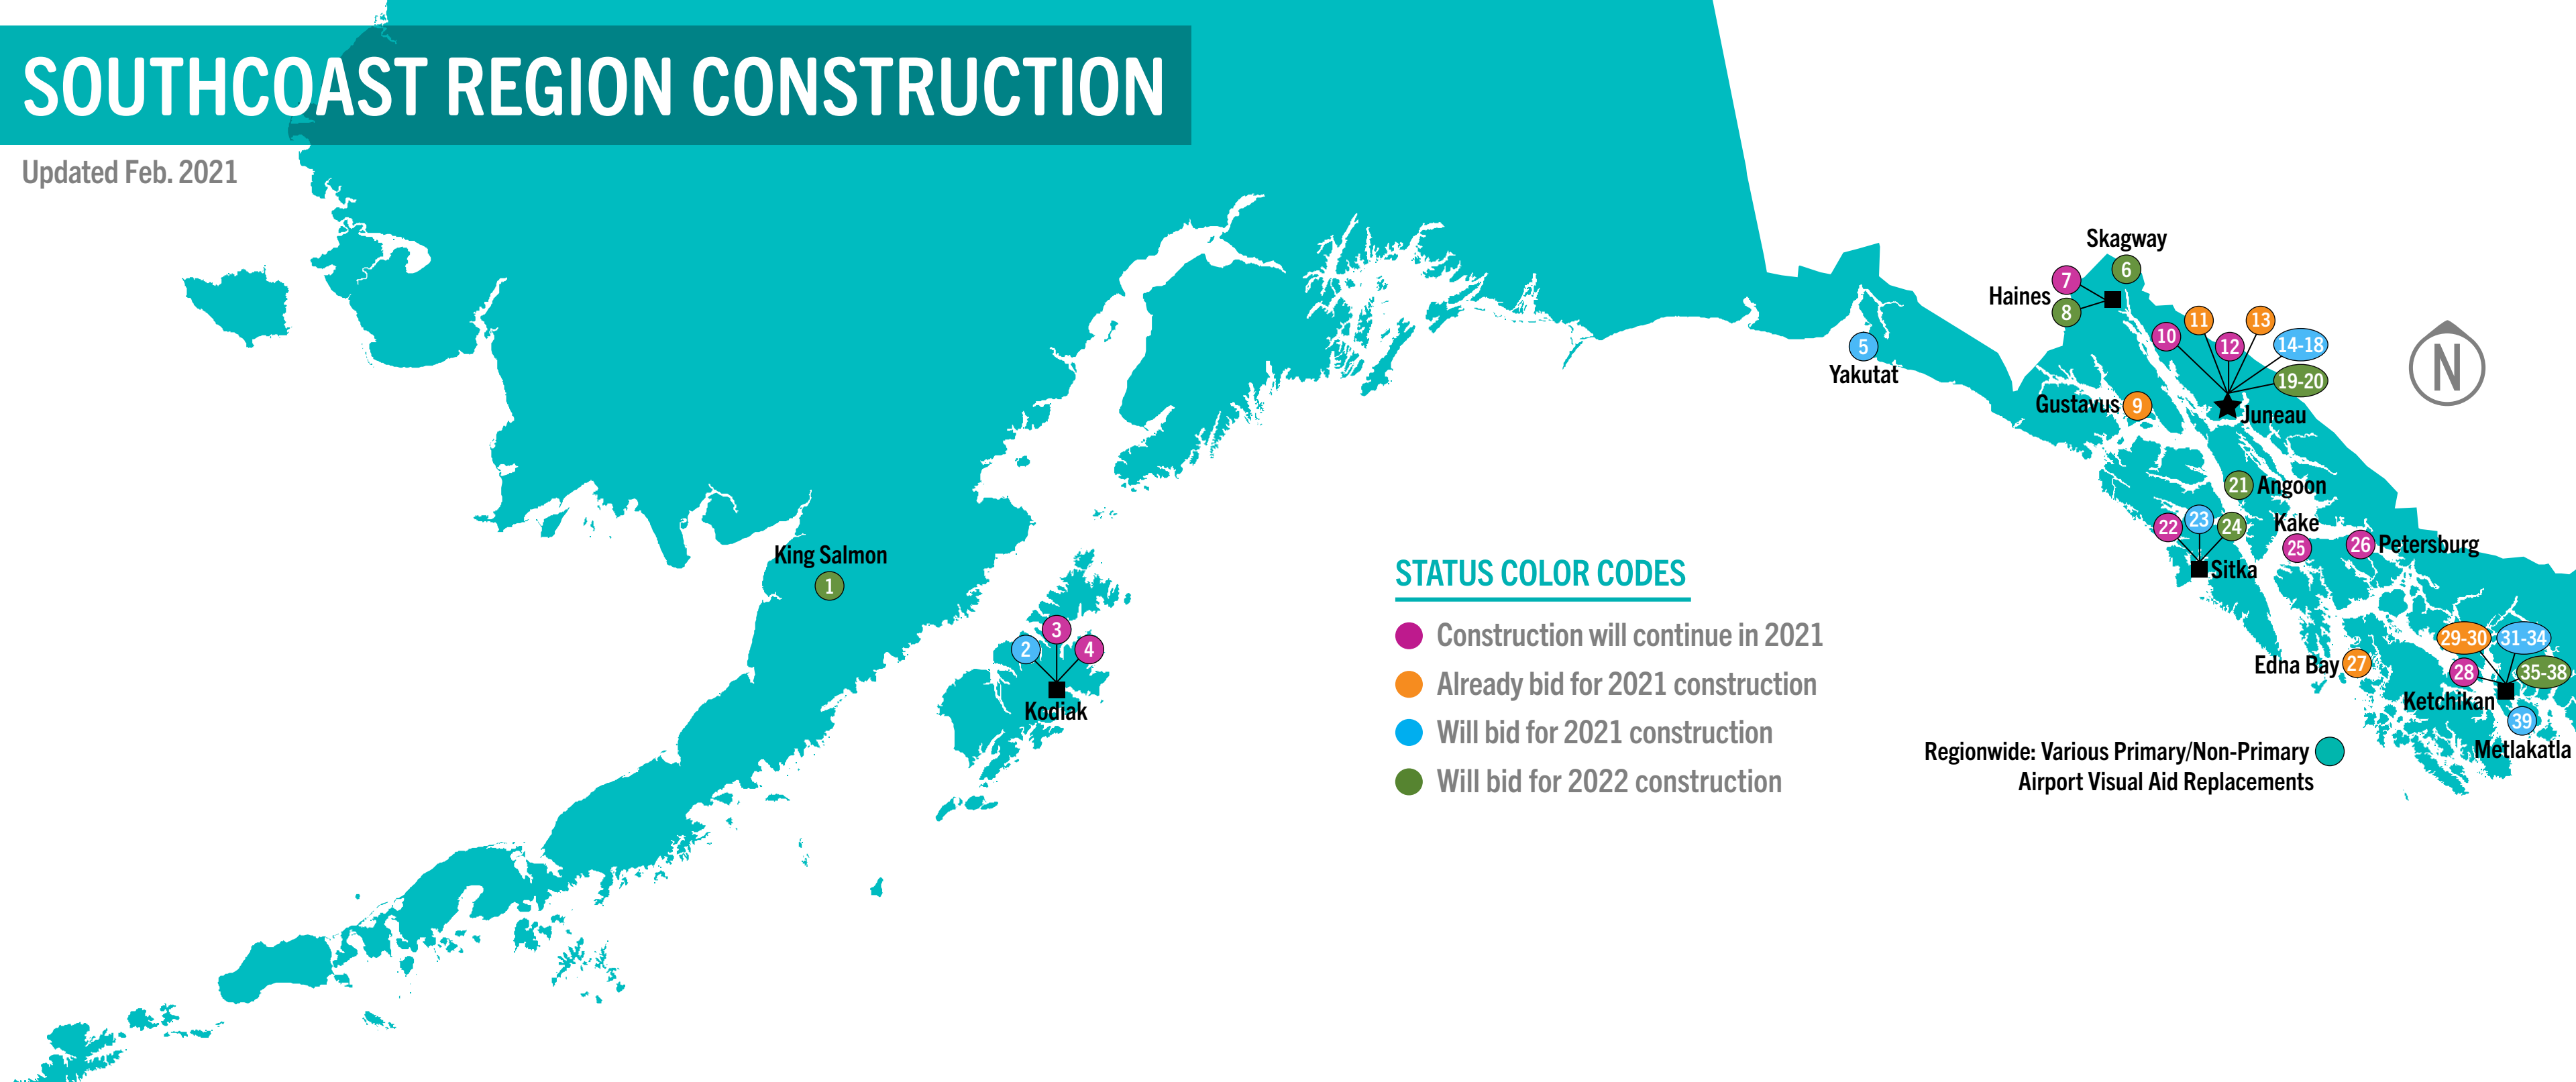 SOUTHCOAST REGION CONSTRUCTION
Updated Feb. 2021
Skagway
6
7
Haines
8
11
13
10
12
14-18
19-20
5
Yakutat
N
Gustavus 9
Juneau
21 Angoon
22 23 24
Kake
25
26 Petersburg
Sitka
King Salmon
1
3
2
4
Kodiak
STATUS COLOR CODES
Construction will continue in 2021
Already bid for 2021 construction
Will bid for 2021 construction
Will bid for 2022 construction
29-30 31-34
Edna Bay 27
28
35-38
Ketchikan
39
Metlakatla
Regionwide: Various Primary/Non-Primary
Airport Visual Aid Replacements